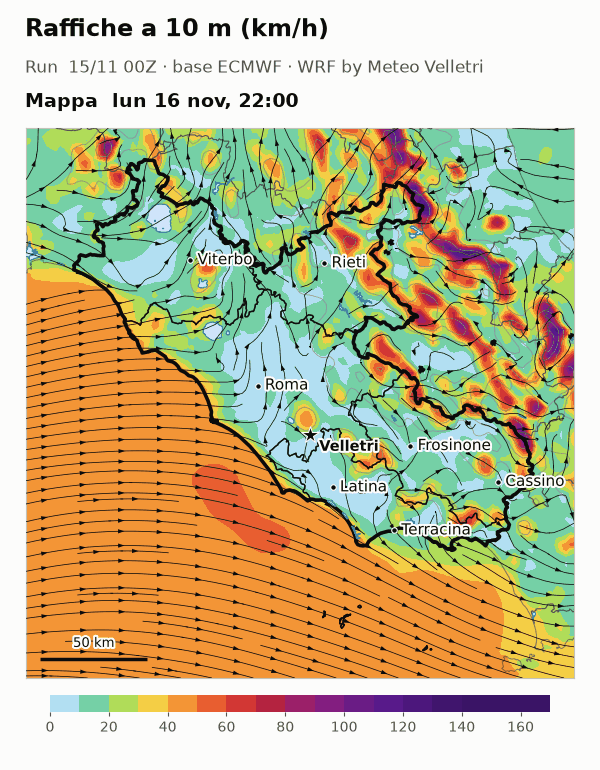 Raffiche a 10 m (km/h)
Run 15/11 00Z · base ECMWF · WRF by Meteo Velletri
Mappa lun 16 nov, 22:00
Viterbo
Rieti
Roma
Velletri
Frosinone
Cassino
Latina
Terracina
50 km
0 20 40 60 80 100 120 140 160